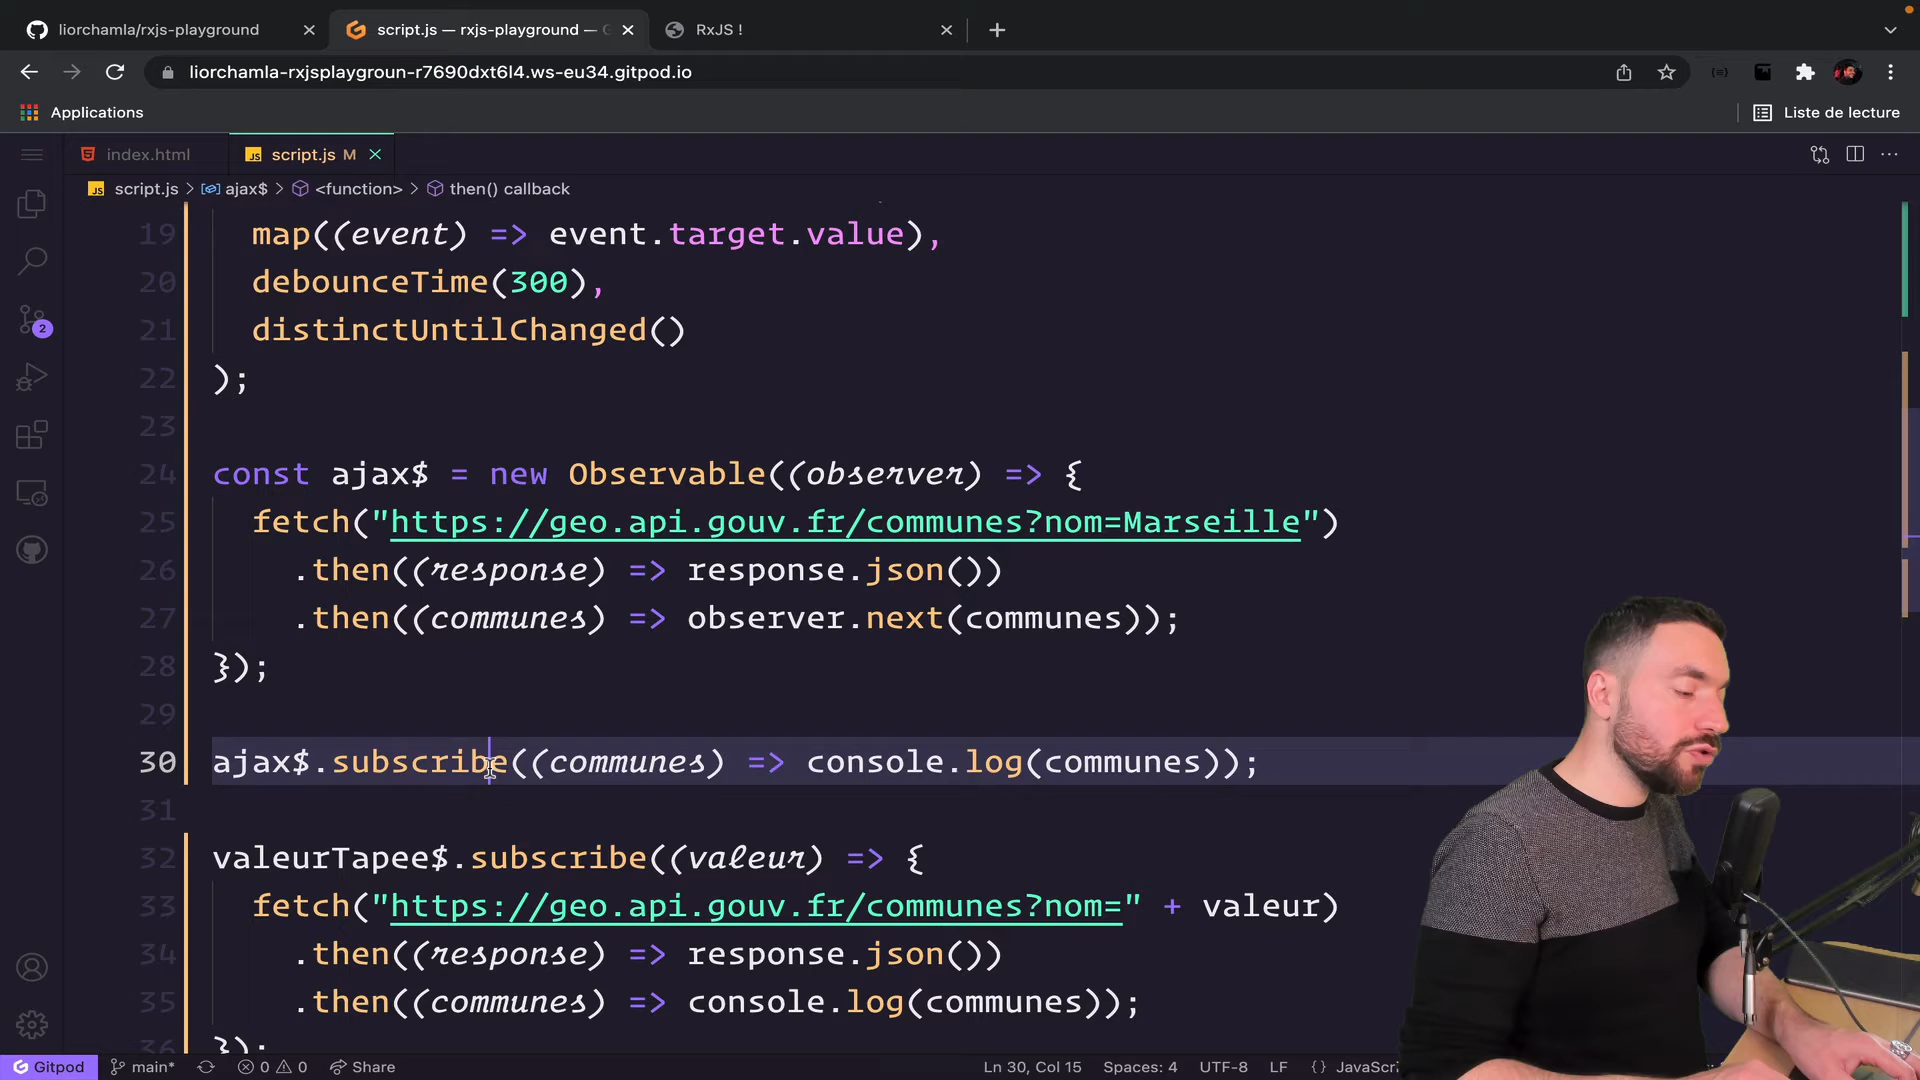 liorchamla/rxjs-playground
script.js — rxjs-playground —
RxJS !
liorchamla-rxjsplaygroun-r7690dxt6l4.ws-eu34.gitpod.io
Applications
Liste de lecture
index.html
JS script.js M
JS script.js > ajax$ > <function> > then() callback
19 map((event) => event.target.value),
20 debounceTime(300),
21 distinctUntilChanged()
22 );
23
24 const ajax$ = new Observable((observer) => {
25 fetch("https://geo.api.gouv.fr/communes?nom=Marseille")
26 .then((response) => response.json())
27 .then((communes) => observer.next(communes));
28 });
29
30 ajax$.subscribe((communes) => console.log(communes));
31
32 valeurTapee$.subscribe((valeur) => {
33 fetch("https://geo.api.gouv.fr/communes?nom=" + valeur)
34 .then((response) => response.json())
35 .then((communes) => console.log(communes));
36 });
2
Gitpod main* 0 0 Share Ln 30, Col 15 Spaces: 4 UTF-8 LF {} JavaScri